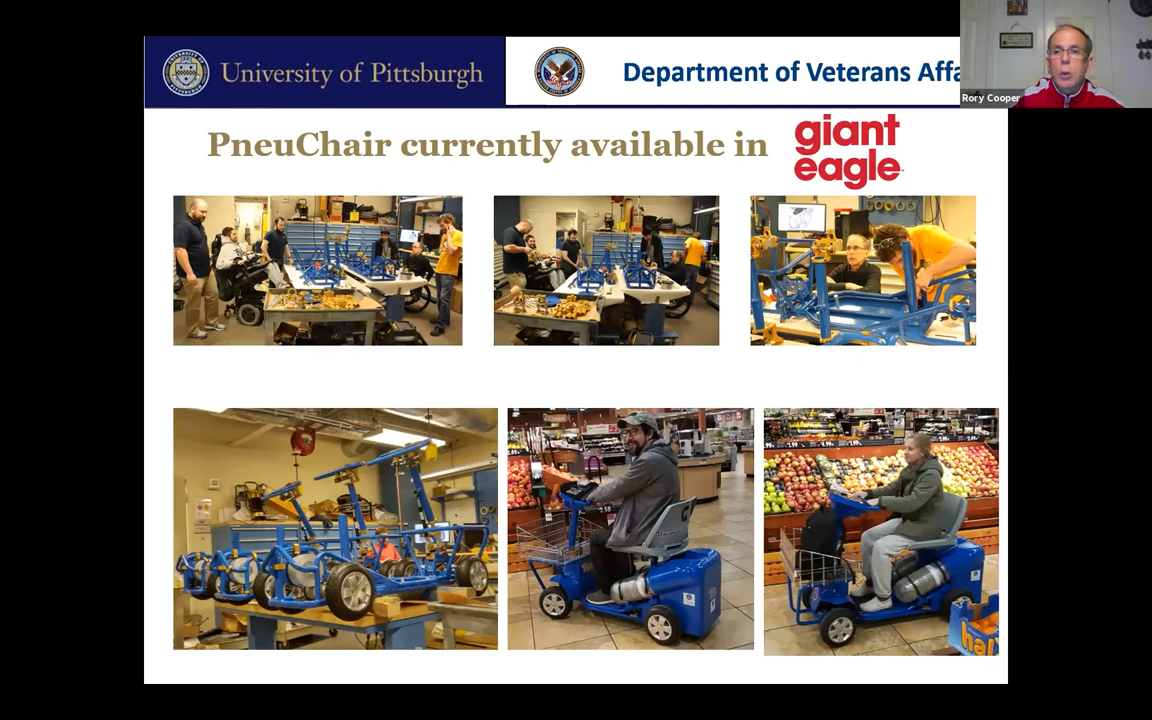 University of Pittsburgh
Department of Veterans Affa
Rory Cooper
PneuChair currently available in
giant
eagle